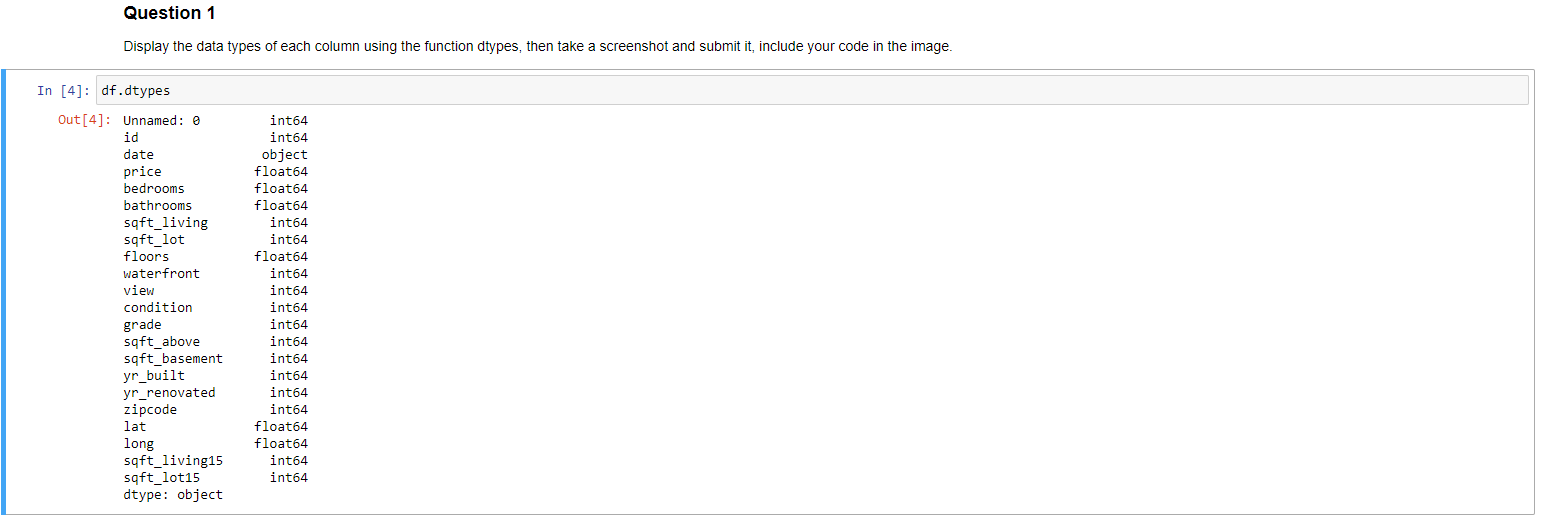 Question 1
Display the data types of each column using the function dtypes, then take a screenshot and submit it, include your code in the image.
In [4]: df.dtypes
Out[4]: Unnamed: 0 int64
id int64
date object
price float64
bedrooms float64
bathrooms float64
sqft_living int64
sqft_lot int64
floors float64
waterfront int64
view int64
condition int64
grade int64
sqft_above int64
sqft_basement int64
yr_built int64
yr_renovated int64
zipcode int64
lat float64
long float64
sqft_living15 int64
sqft_lot15 int64
dtype: object